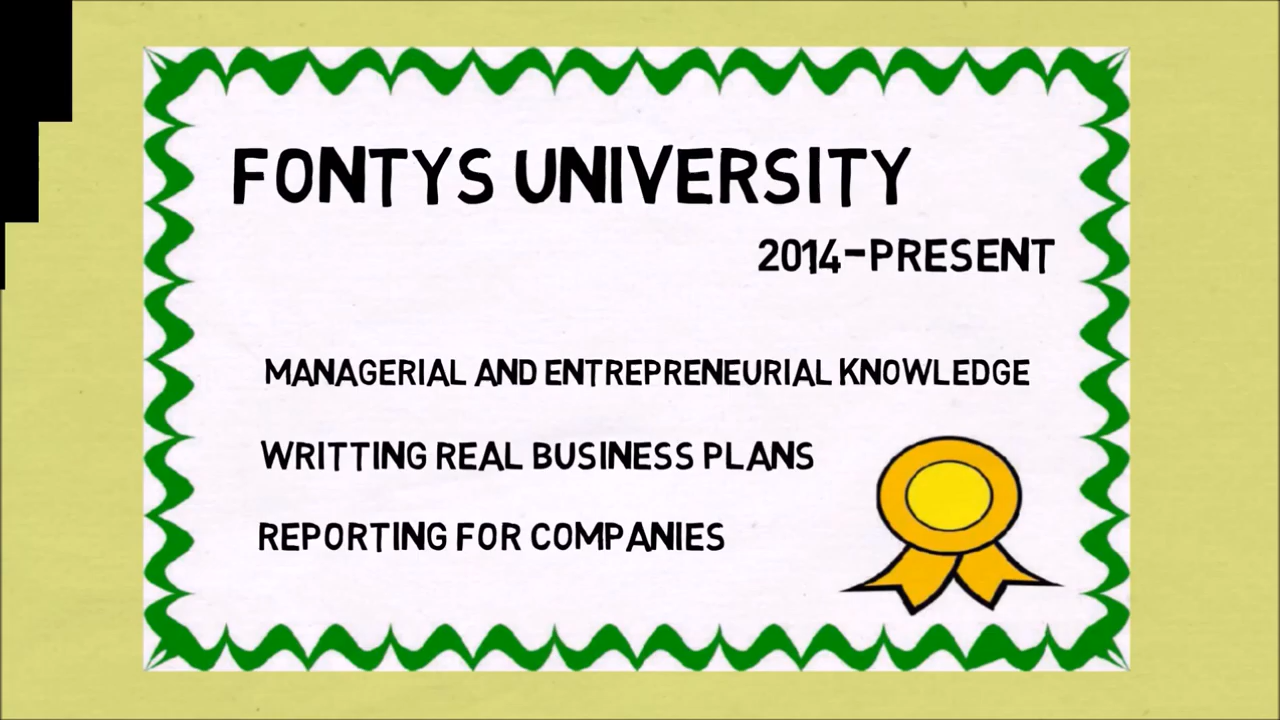 FONTYS UNIVERSITY
2014-PRESENT
MANAGERIAL AND ENTREPRENEURIAL KNOWLEDGE
WRITTING REAL BUSINESS PLANS
REPORTING FOR COMPANIES